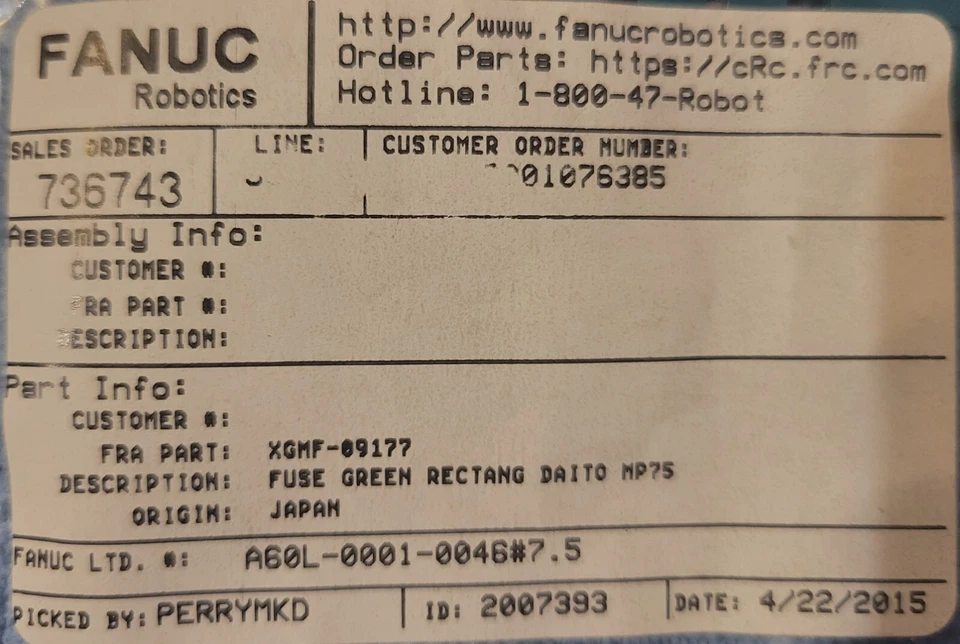 FANUC
Robotics
http://www.fanucrobotics.com
Order Parts: https://cRc.frc.com
Hotline: 1-800-47-Robot
SALES ORDER:
736743
LINE:
CUSTOMER ORDER NUMBER:
01076385
Assembly Info:
CUSTOMER #:
FRA PART #:
DESCRIPTION:
Part Info:
CUSTOMER #:
FRA PART: XGMF-09177
DESCRIPTION: FUSE GREEN RECTANG DAITO MP75
ORIGIN: JAPAN
FANUC LTD. #: A60L-0001-0046#7.5
PICKED BY: PERRYMKD ID: 2007393 DATE: 4/22/2015